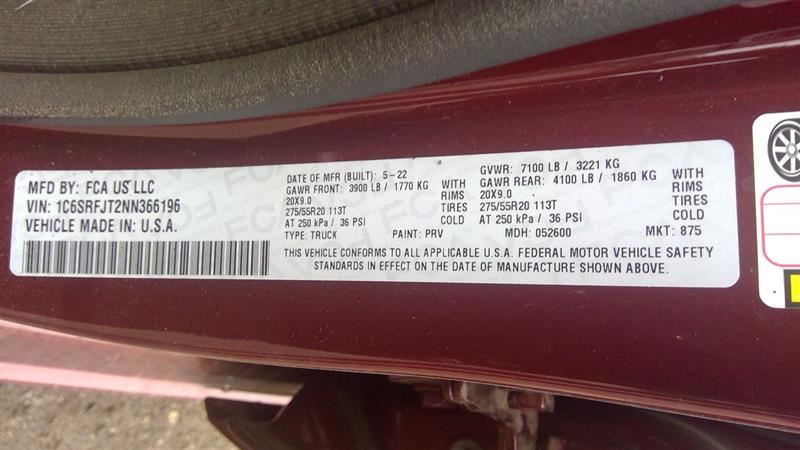 MFD BY: FCA US LLC
VIN: 1C6SRFJT2NN366196
VEHICLE MADE IN: U.S.A.
DATE OF MFR (BUILT): 5-22
GAWR FRONT: 3900 LB / 1770 KG WITH
20X9.0 RIMS
275/55R20 113T TIRES
AT 250 kPa / 36 PSI COLD
TYPE: TRUCK PAINT: PRV
GVWR: 7100 LB / 3221 KG
GAWR REAR: 4100 LB / 1860 KG WITH
20X9.0 RIMS
275/55R20 113T TIRES
AT 250 kPa / 36 PSI COLD
MDH: 052600 MKT: 875
THIS VEHICLE CONFORMS TO ALL APPLICABLE U.S.A. FEDERAL MOTOR VEHICLE SAFETY
STANDARDS IN EFFECT ON THE DATE OF MANUFACTURE SHOWN ABOVE.